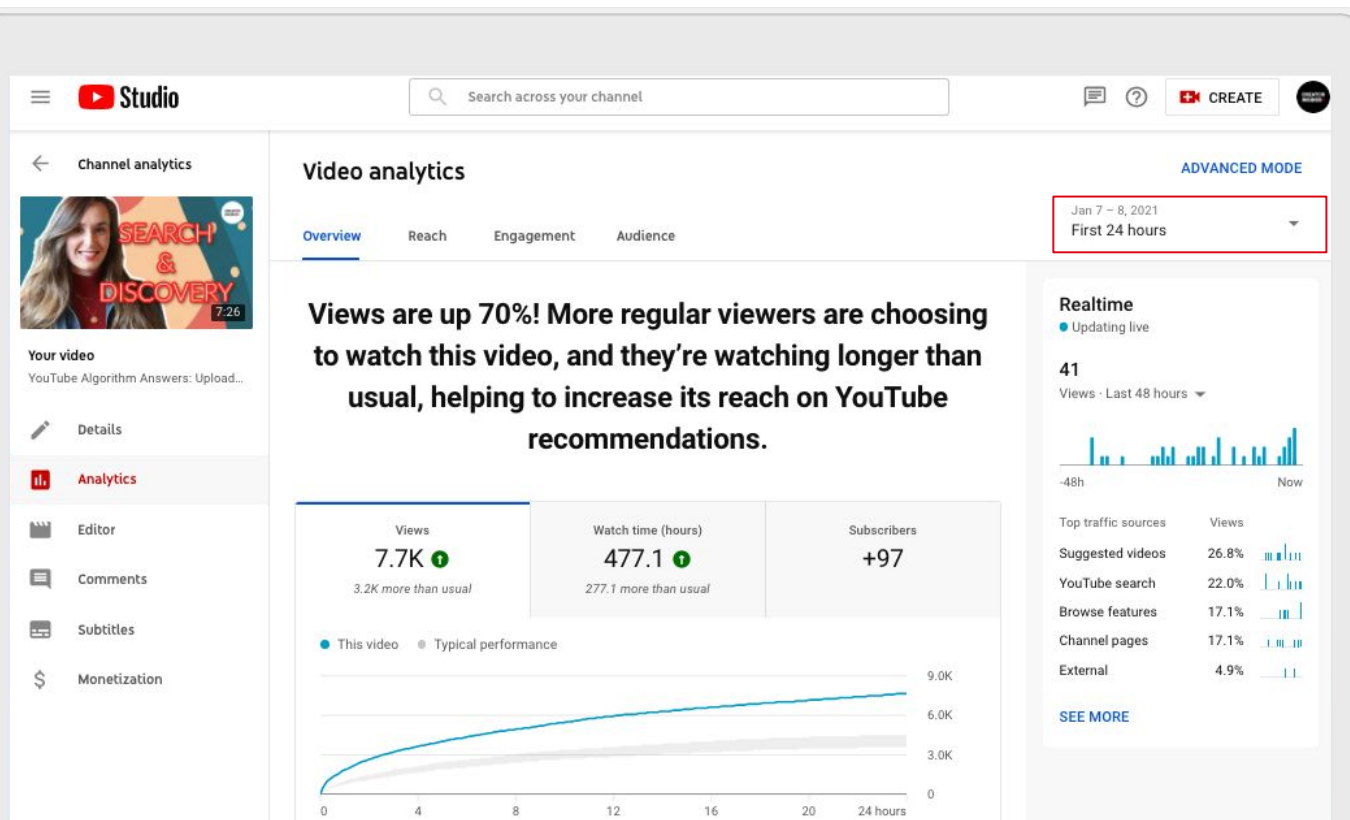 Studio
Search across your channel
CREATE
Channel analytics
SEARCH
&
DISCOVERY
7:26
Your video
YouTube Algorithm Answers: Upload...
Details
Analytics
Editor
Comments
Subtitles
Monetization
Video analytics
ADVANCED MODE
Overview Reach Engagement Audience
Jan 7 – 8, 2021
First 24 hours
Views are up 70%! More regular viewers are choosing
to watch this video, and they're watching longer than
usual, helping to increase its reach on YouTube
recommendations.
Views
7.7K
3.2K more than usual
Watch time (hours)
477.1
277.1 more than usual
Subscribers
+97
This video Typical performance
9.0K
6.0K
3.0K
0
0 4 8 12 16 20 24 hours
Realtime
Updating live
41
Views · Last 48 hours
-48h Now
Top traffic sources Views
Suggested videos 26.8%
YouTube search 22.0%
Browse features 17.1%
Channel pages 17.1%
External 4.9%
SEE MORE